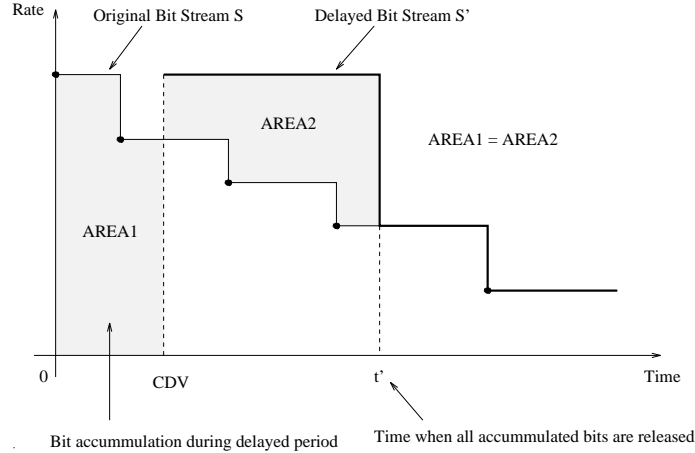 Rate
Original Bit Stream S
Delayed Bit Stream S'
AREA2
AREA1 = AREA2
AREA1
0
CDV
t'
Time
Bit accummulation during delayed period
Time when all accummulated bits are released